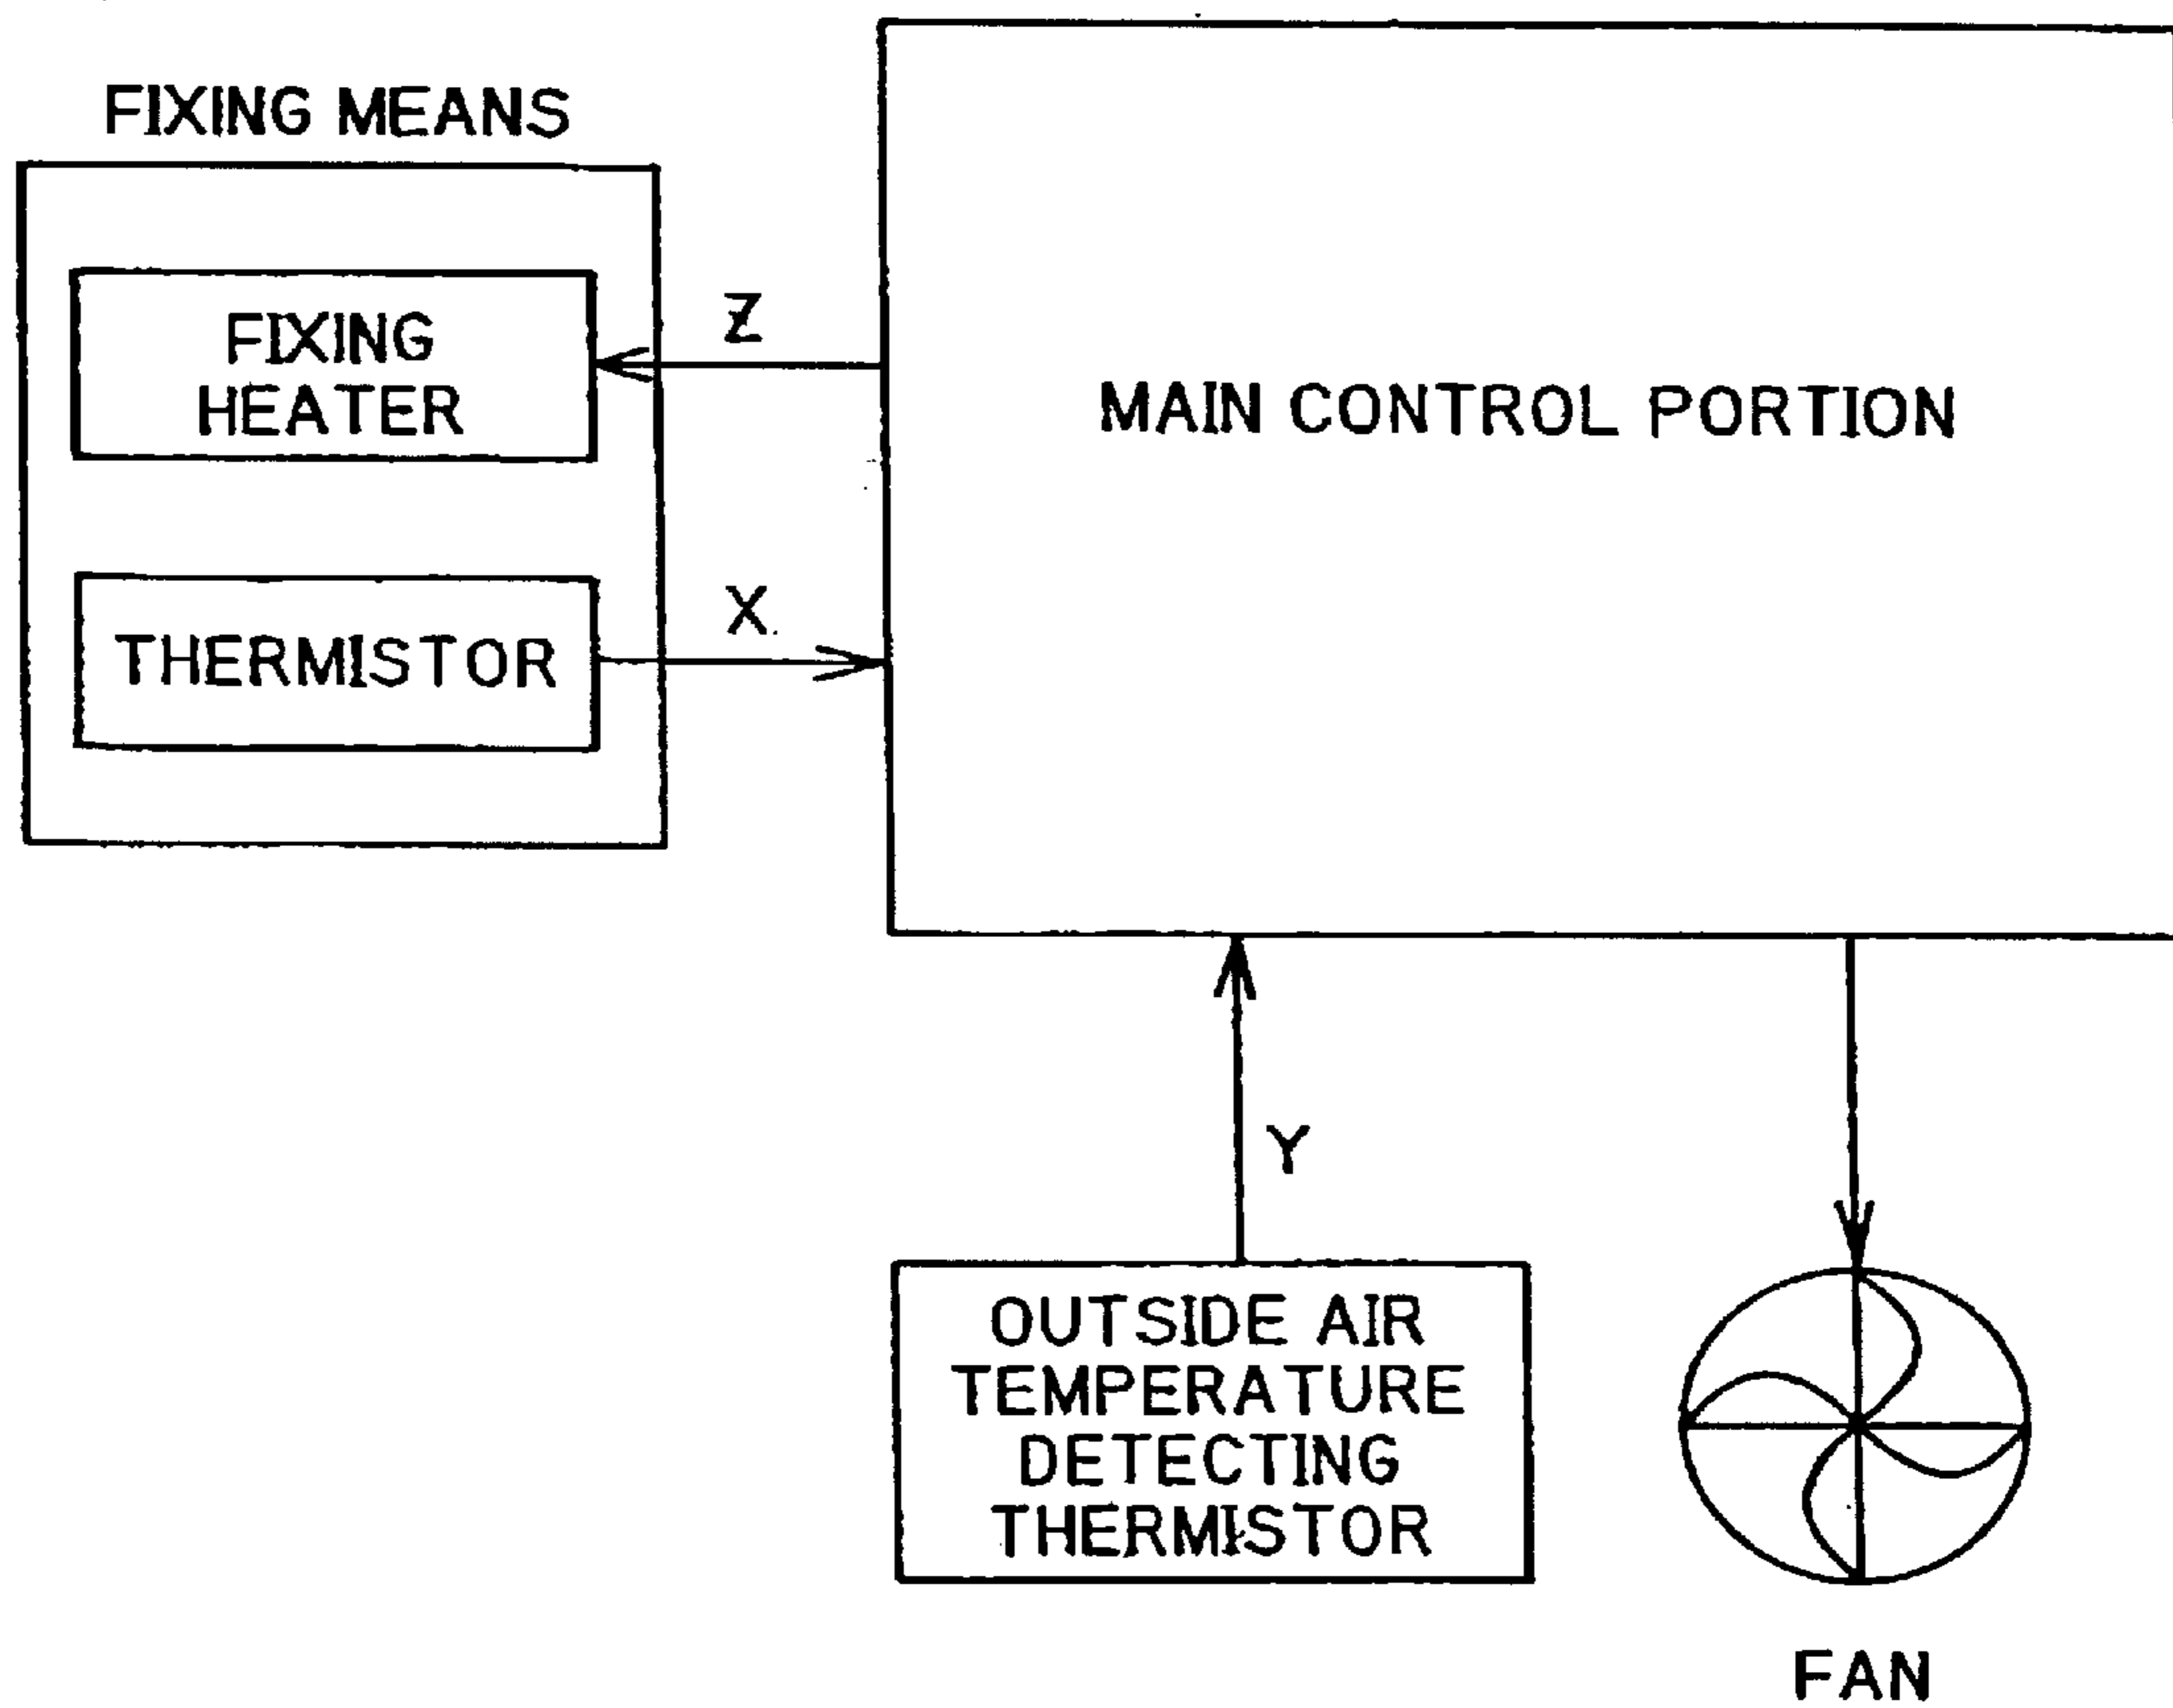 FIXING MEANS
FIXING
HEATER
Z
MAIN CONTROL PORTION
X
THERMISTOR
Y
OUTSIDE AIR
TEMPERATURE
DETECTING
THERMISTOR
FAN